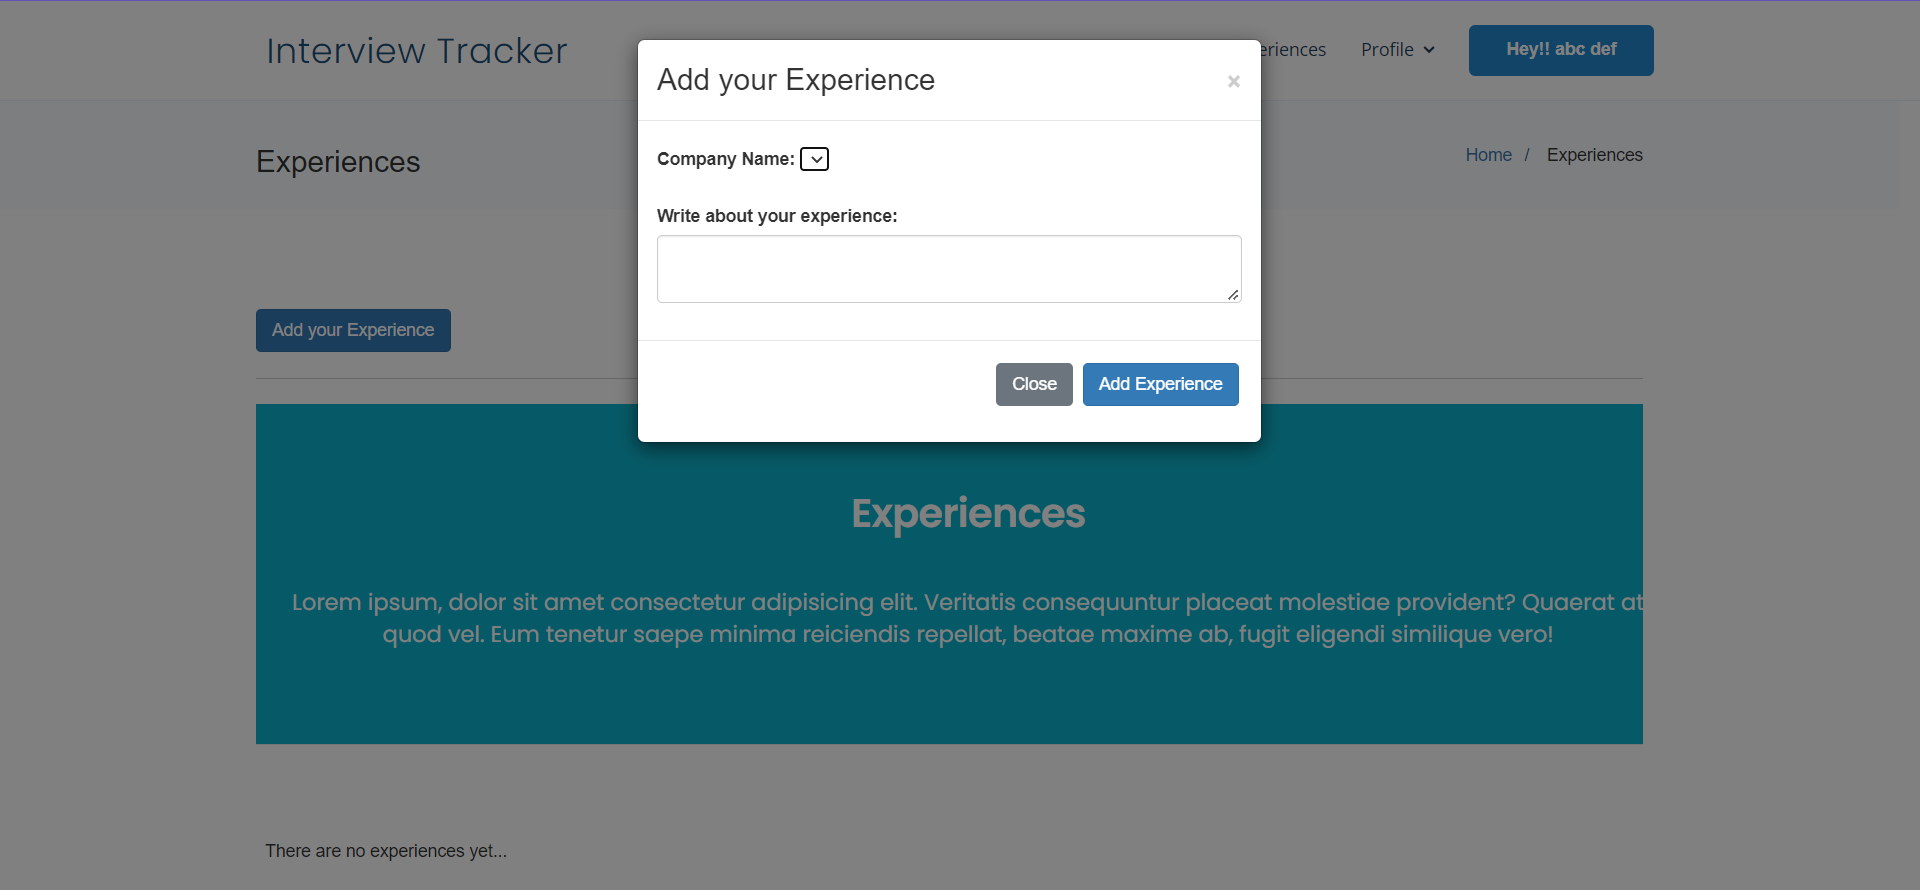 Interview Tracker
eriences
Profile
Hey!! abc def
Add your Experience
×
Experiences
Home / Experiences
Company Name:
Write about your experience:
Add your Experience
Close
Add Experience
Experiences
Lorem ipsum, dolor sit amet consectetur adipisicing elit. Veritatis consequuntur placeat molestiae provident? Quaerat at
quod vel. Eum tenetur saepe minima reiciendis repellat, beatae maxime ab, fugit eligendi similique vero!
There are no experiences yet...